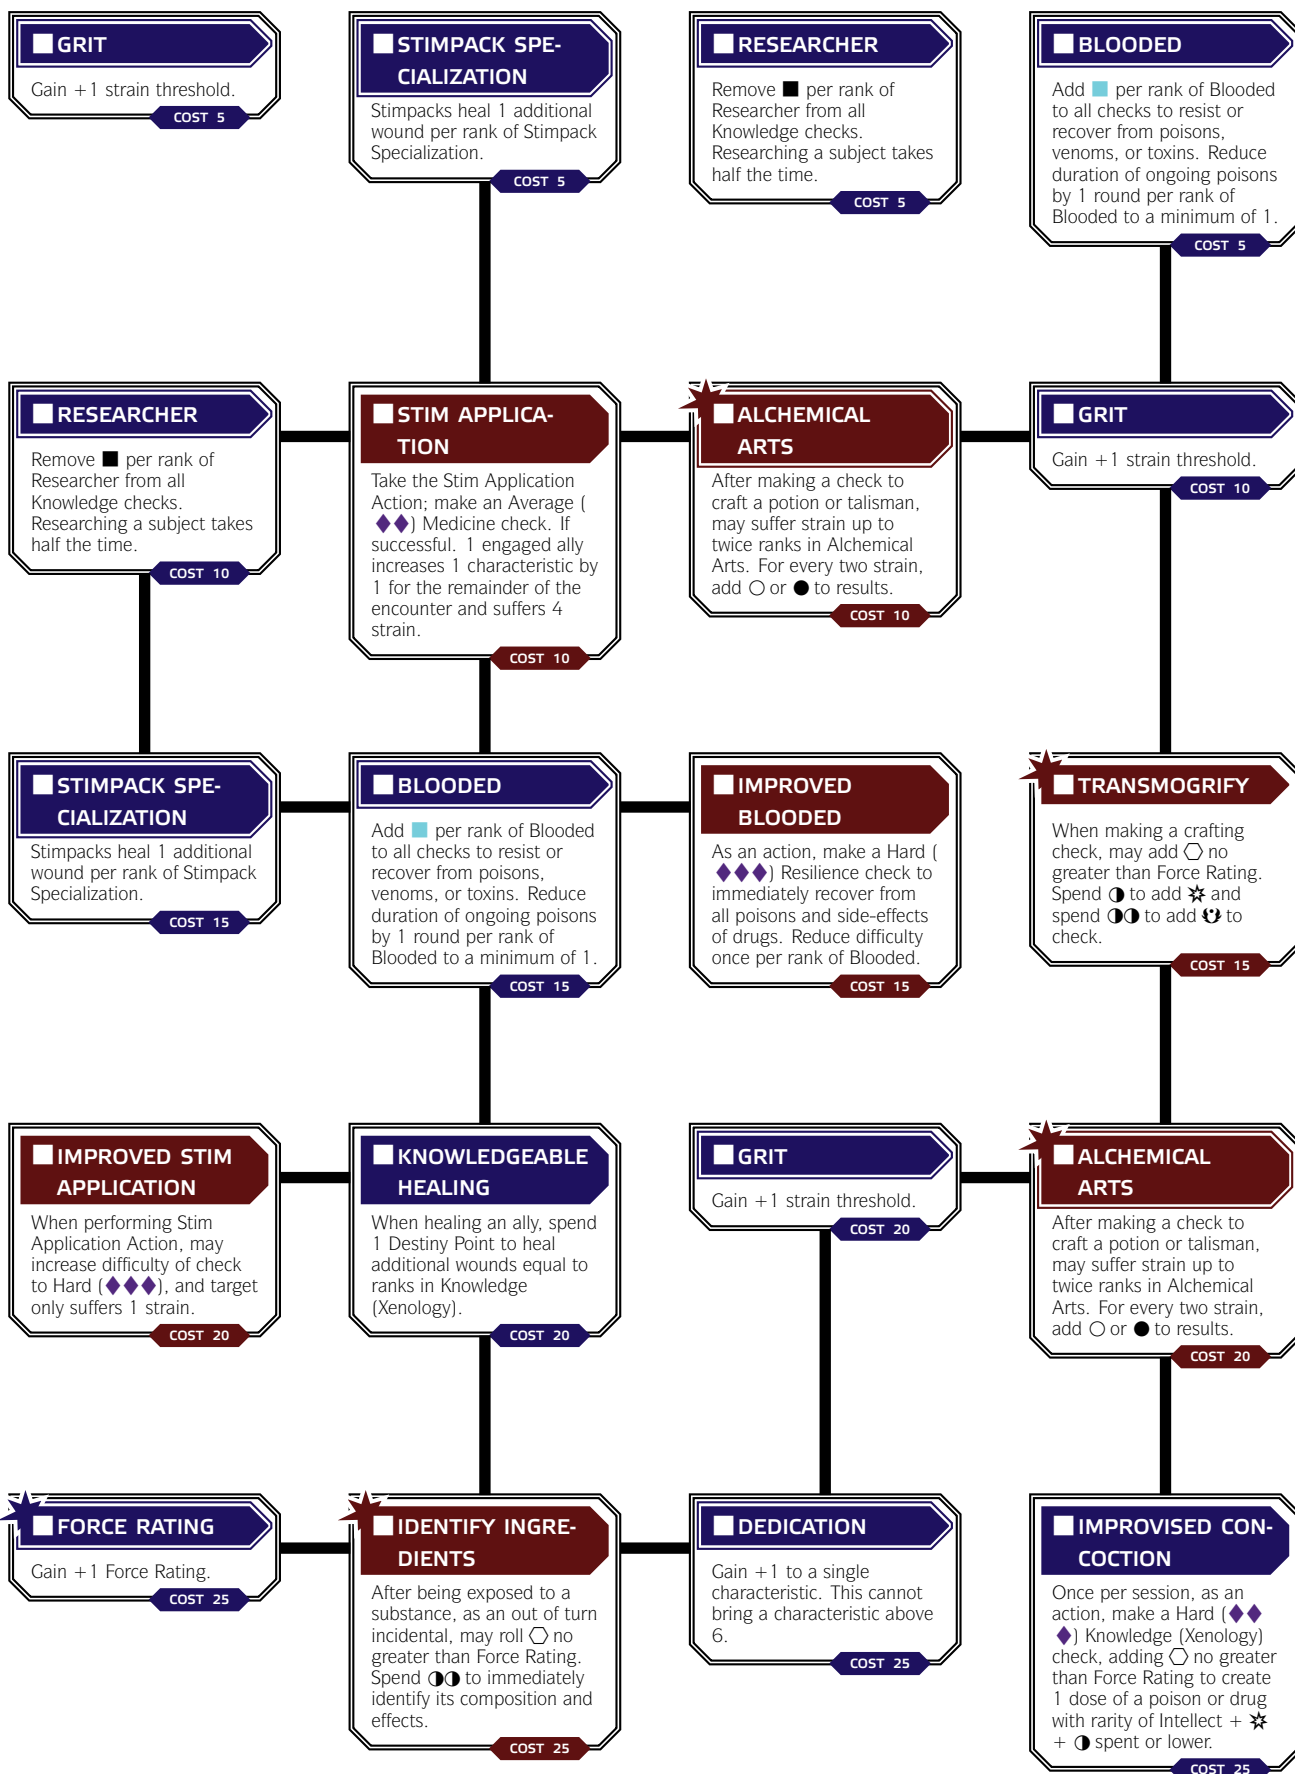 GRIT
Gain +1 strain threshold.
COST 5
STIMPACK SPE-
CIALIZATION
Stimpacks heal 1 additional
wound per rank of Stimpack
Specialization.
COST 5
RESEARCHER
Remove ■ per rank of
Researcher from all
Knowledge checks.
Researching a subject takes
half the time.
COST 5
BLOODED
Add ■ per rank of Blooded
to all checks to resist or
recover from poisons,
venoms, or toxins. Reduce
duration of ongoing poisons
by 1 round per rank of
Blooded to a minimum of 1.
COST 5
RESEARCHER
Remove ■ per rank of
Researcher from all
Knowledge checks.
Researching a subject takes
half the time.
COST 10
STIM APPLICA-
TION
Take the Stim Application
Action; make an Average (
◆◆) Medicine check. If
successful. 1 engaged ally
increases 1 characteristic by
1 for the remainder of the
encounter and suffers 4
strain.
COST 10
ALCHEMICAL
ARTS
After making a check to
craft a potion or talisman,
may suffer strain up to
twice ranks in Alchemical
Arts. For every two strain,
add ○ or ● to results.
COST 10
GRIT
Gain +1 strain threshold.
COST 10
STIMPACK SPE-
CIALIZATION
Stimpacks heal 1 additional
wound per rank of Stimpack
Specialization.
COST 15
BLOODED
Add ■ per rank of Blooded
to all checks to resist or
recover from poisons,
venoms, or toxins. Reduce
duration of ongoing poisons
by 1 round per rank of
Blooded to a minimum of 1.
COST 15
IMPROVED
BLOODED
As an action, make a Hard (
◆◆◆) Resilience check to
immediately recover from
all poisons and side-effects
of drugs. Reduce difficulty
once per rank of Blooded.
COST 15
TRANSMOGRIFY
When making a crafting
check, may add ⬡ no
greater than Force Rating.
Spend ◑ to add ✡ and
spend ◑◑ to add to
check.
COST 15
IMPROVED STIM
APPLICATION
When performing Stim
Application Action, may
increase difficulty of check
to Hard (◆◆◆), and target
only suffers 1 strain.
COST 20
KNOWLEDGEABLE
HEALING
When healing an ally, spend
1 Destiny Point to heal
additional wounds equal to
ranks in Knowledge
(Xenology).
COST 20
GRIT
Gain +1 strain threshold.
COST 20
ALCHEMICAL
ARTS
After making a check to
craft a potion or talisman,
may suffer strain up to
twice ranks in Alchemical
Arts. For every two strain,
add ○ or ● to results.
COST 20
FORCE RATING
Gain +1 Force Rating.
COST 25
IDENTIFY INGRE-
DIENTS
After being exposed to a
substance, as an out of turn
incidental, may roll ⬡ no
greater than Force Rating.
Spend ◑◑ to immediately
identify its composition and
effects.
COST 25
DEDICATION
Gain +1 to a single
characteristic. This cannot
bring a characteristic above
6.
COST 25
IMPROVISED CON-
COCTION
Once per session, as an
action, make a Hard (◆◆
◆) Knowledge (Xenology)
check, adding ⬡ no greater
than Force Rating to create
1 dose of a poison or drug
with rarity of Intellect + ✡
+ ◑ spent or lower.
COST 25